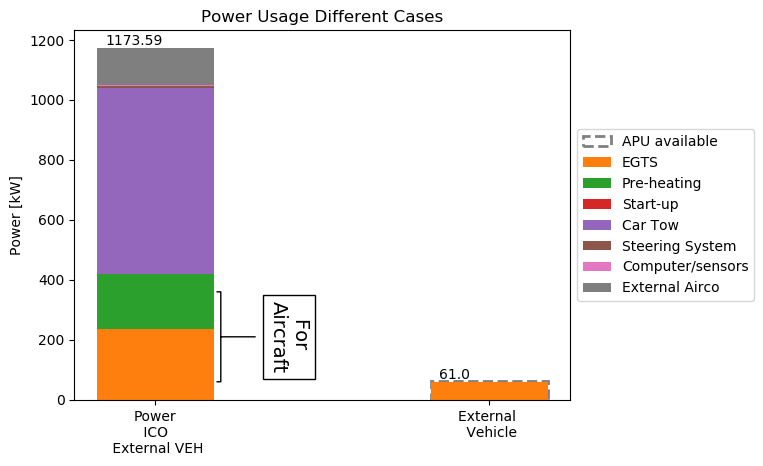 Power Usage Different Cases
1173.59
1200
1000
800
600
400
200
0
Power [kW]
For
Aircraft
61.0
Power
ICO
External VEH
External
Vehicle
APU available
EGTS
Pre-heating
Start-up
Car Tow
Steering System
Computer/sensors
External Airco